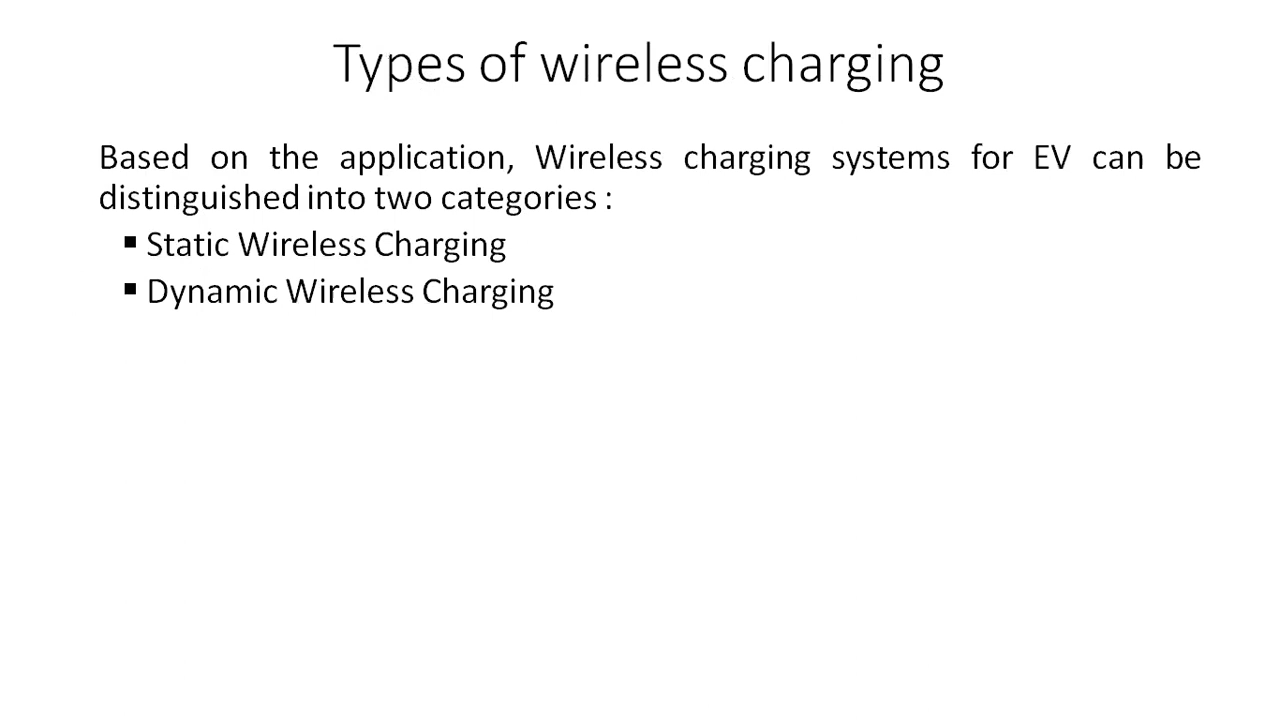 Types of wireless charging
Based on the application, Wireless charging systems for EV can be
distinguished into two categories :
▪ Static Wireless Charging
▪ Dynamic Wireless Charging